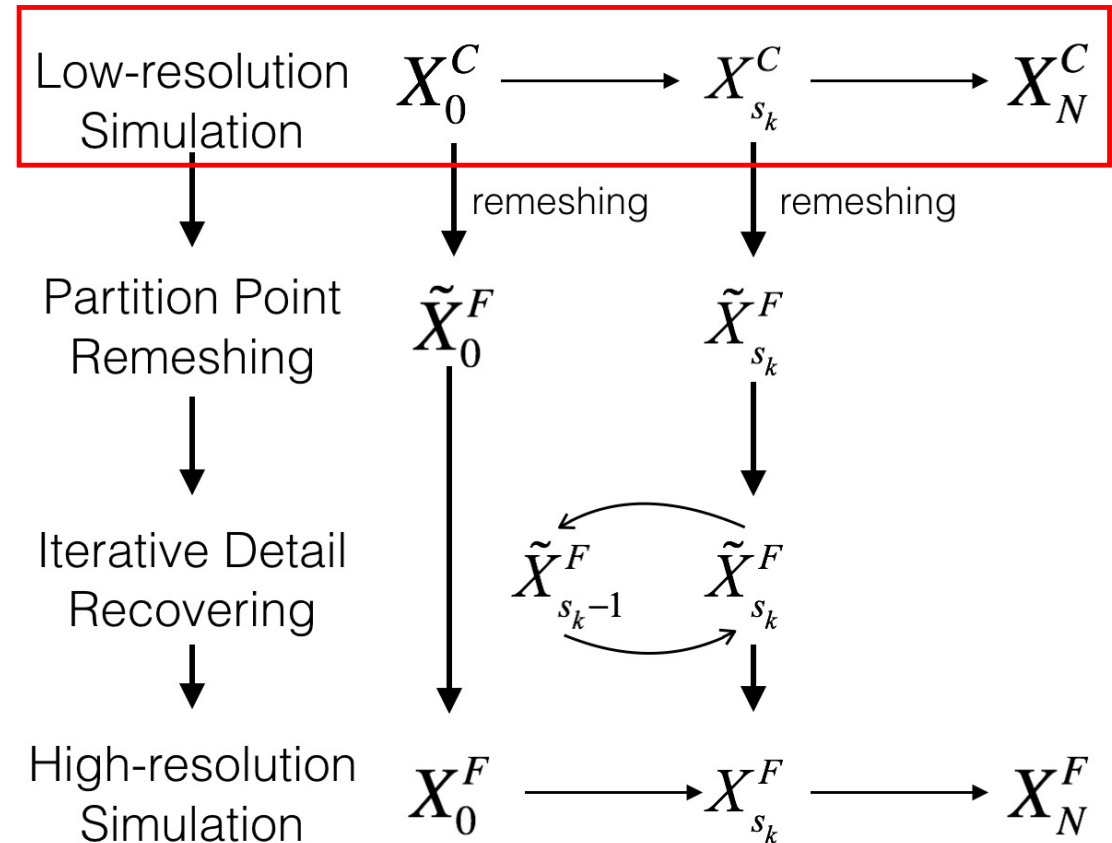 Low-resolution Simulation
X_0^C → X_{s_k}^C → X_N^C
remeshing remeshing
Partition Point Remeshing
X̃_0^F X̃_{s_k}^F
Iterative Detail Recovering
X̃_{s_k-1}^F X̃_{s_k}^F
High-resolution Simulation
X_0^F → X_{s_k}^F → X_N^F